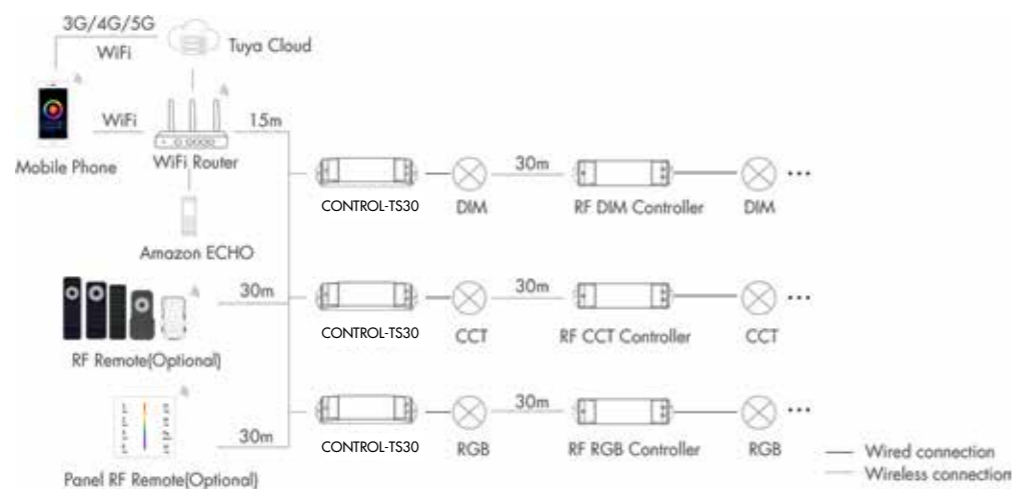 3G/4G/5G
WiFi
Tuya Cloud
WiFi
15m
Mobile Phone
WiFi Router
Amazon ECHO
30m
CONTROL-TS30
DIM
RF DIM Controller
DIM
30m
RF Remote(Optional)
30m
CONTROL-TS30
CCT
RF CCT Controller
CCT
30m
Panel RF Remote(Optional)
30m
CONTROL-TS30
RGB
RF RGB Controller
RGB
Wired connection
Wireless connection